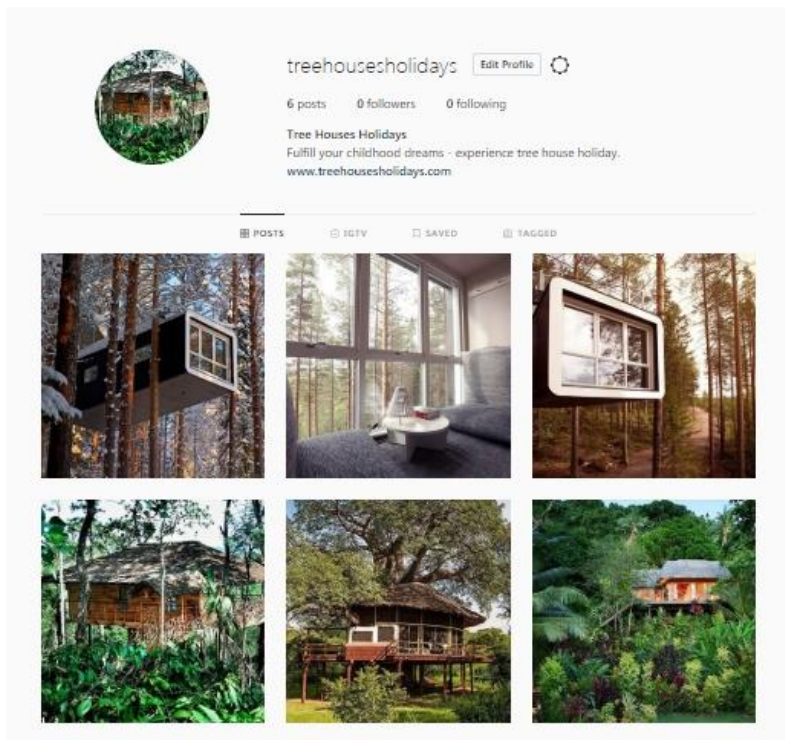 treehousesholidays Edit Profile
6 posts 0 followers 0 following
Tree Houses Holidays
Fulfill your childhood dreams - experience tree house holiday.
www.treehousesholidays.com
POSTS IGTV SAVED TAGGED